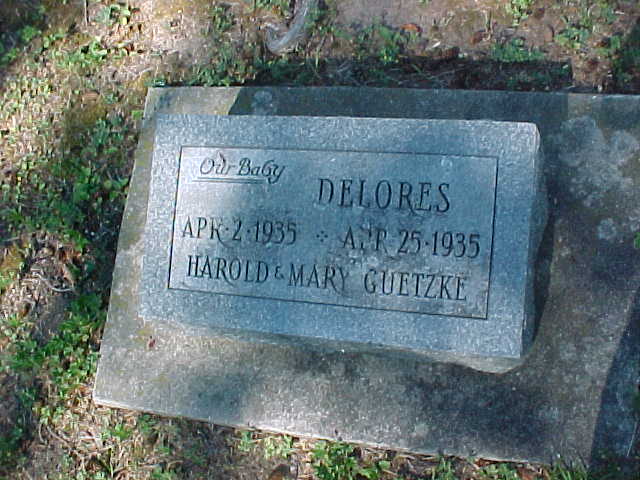 Our Baby
DELORES
APR·2·1935 ⁘ APR 25·1935
HAROLD & MARY GUETZKE